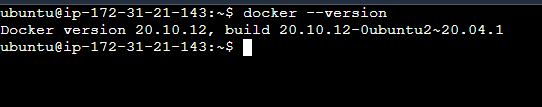 ubuntu@ip-172-31-21-143:~$ docker --version
Docker version 20.10.12, build 20.10.12-0ubuntu2~20.04.1
ubuntu@ip-172-31-21-143:~$